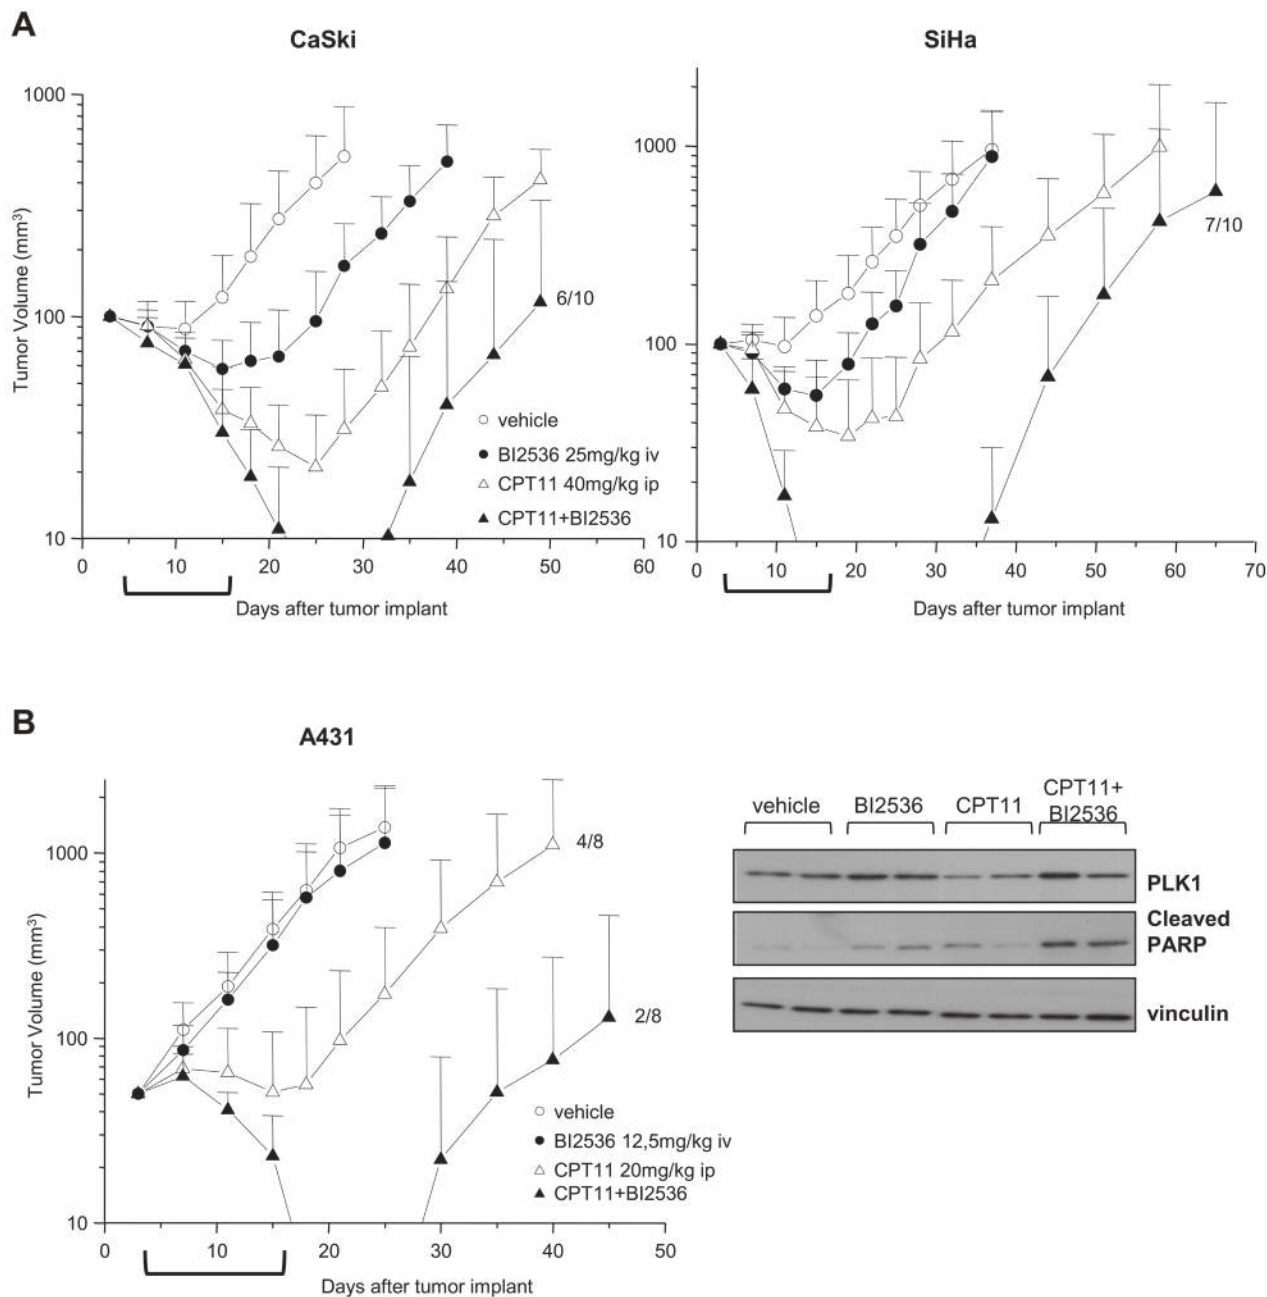 A
CaSki
SiHa
Tumor Volume (mm³)
1000
100
10
0
10
20
30
40
50
60
Days after tumor implant
6/10
vehicle
BI2536 25mg/kg iv
CPT11 40mg/kg ip
CPT11+BI2536
1000
100
10
0
10
20
30
40
50
60
70
Days after tumor implant
7/10
B
A431
Tumor Volume (mm³)
1000
100
10
0
10
20
30
40
50
Days after tumor implant
4/8
2/8
vehicle
BI2536 12,5mg/kg iv
CPT11 20mg/kg ip
CPT11+BI2536
vehicle
BI2536
CPT11
CPT11+
BI2536
PLK1
Cleaved
PARP
vinculin